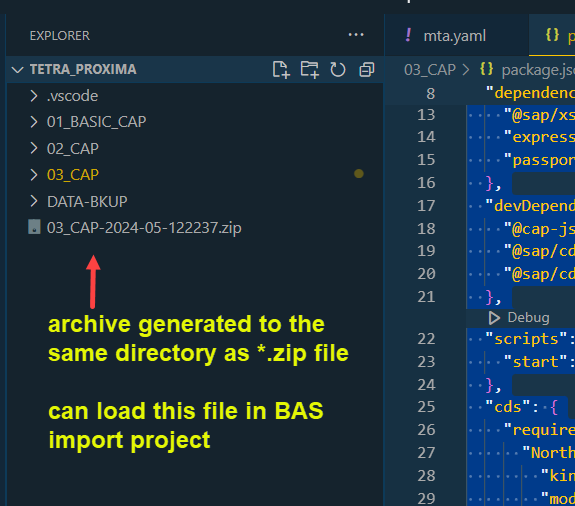 EXPLORER
TETRA_PROXIMA
.vscode
01_BASIC_CAP
02_CAP
03_CAP
DATA-BKUP
03_CAP-2024-05-122237.zip
archive generated to the
same directory as *.zip file
can load this file in BAS
import project
! mta.yaml
{} p
03_CAP > {} package.js
8 "dependenc
13 "@sap/xs
14 "express
15 "passpor
16 },
17 "devDepend
18 "@cap-js
19 "@sap/cd
20 "@sap/cd
21 },
Debug
22 "scripts":
23 "start":
24 },
25 "cds": {
26 "require
27 "North
28 "kin
29 "mod